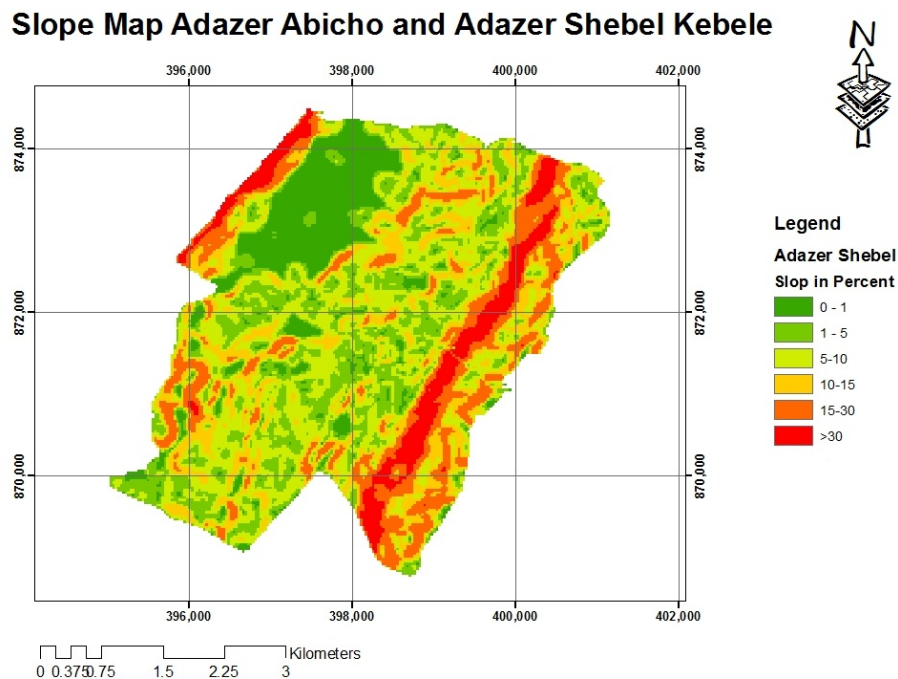 Slope Map Adazer Abicho and Adazer Shebel Kebele
N
396,000 398,000 400,000 402,000
874,000 874,000
872,000 872,000
870,000 870,000
396,000 398,000 400,000 402,000
Legend
Adazer Shebel
Slop in Percent
0 - 1
1 - 5
5-10
10-15
15-30
>30
Kilometers
0 0.375 0.75 1.5 2.25 3